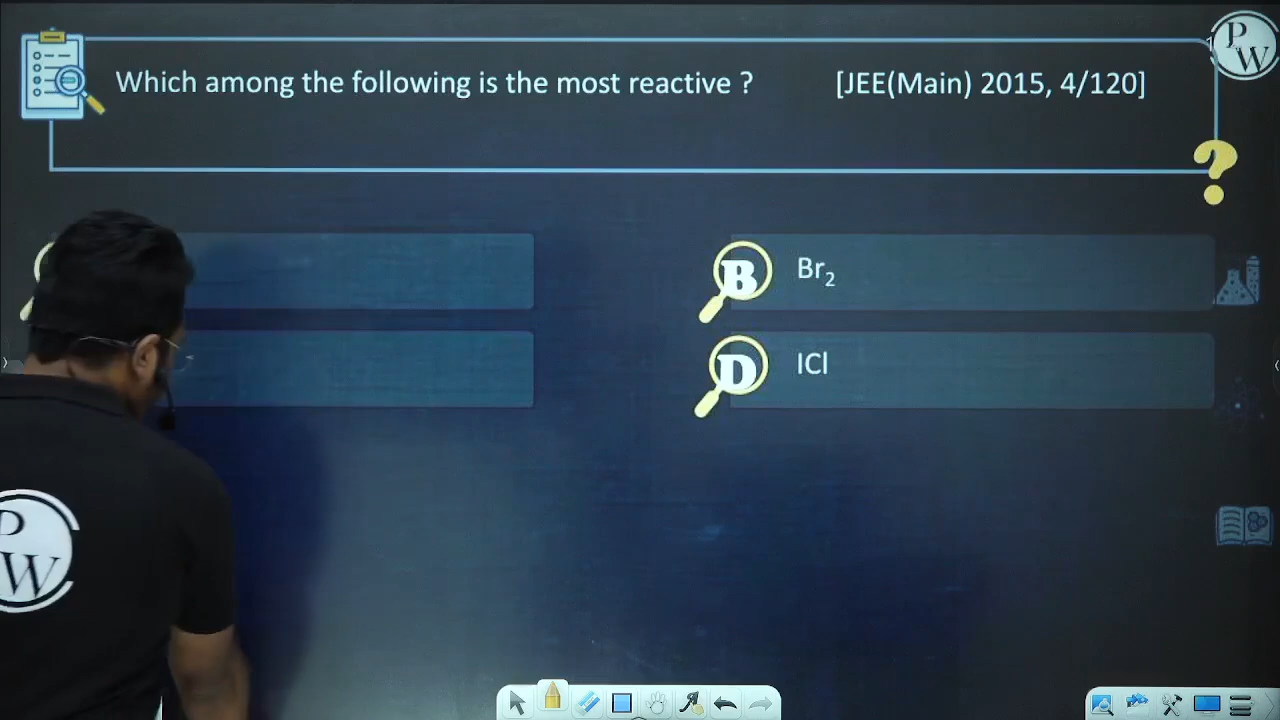 Which among the following is the most reactive ? [JEE(Main) 2015, 4/120]
P
W
?
B Br₂
D ICl
P
W